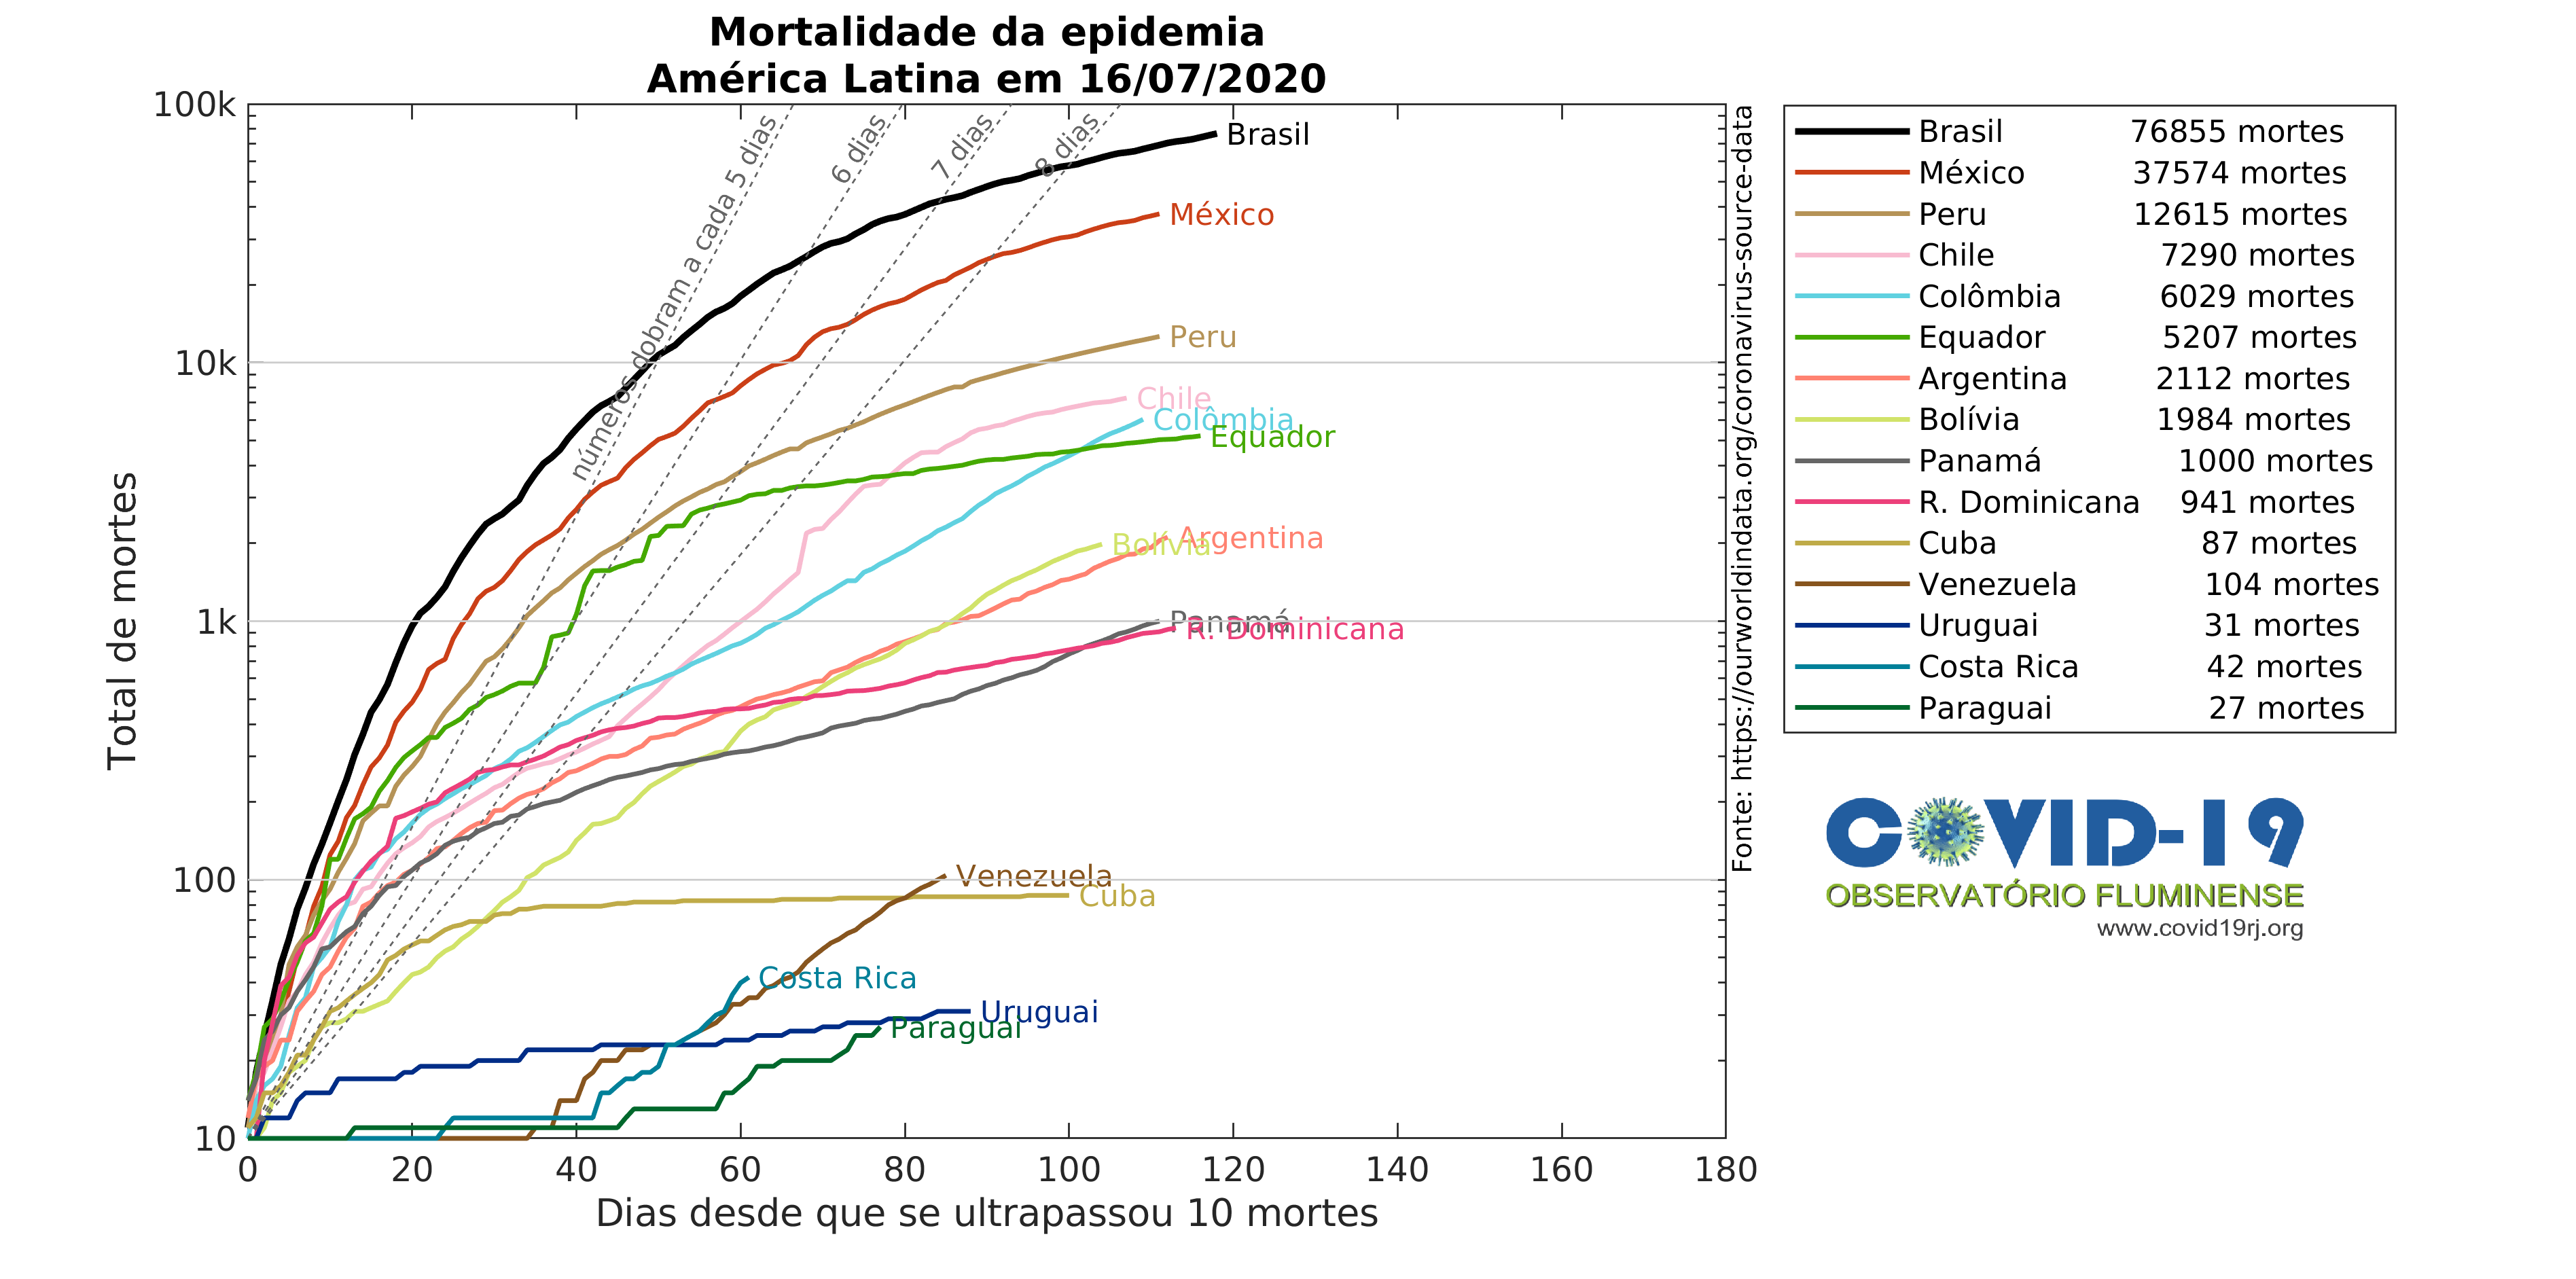 Mortalidade da epidemia
América Latina em 16/07/2020
100k
10k
1k
100
10
Total de mortes
0 20 40 60 80 100 120 140 160 180
Dias desde que se ultrapassou 10 mortes
números dobram a cada 5 dias
6 dias
7 dias
8 dias
Brasil
México
Peru
Chile
Colômbia
Equador
Argentina
Bolívia
Panamá
R. Dominicana
Venezuela
Cuba
Costa Rica
Uruguai
Paraguai
Fonte: https://ourworldindata.org/coronavirus-source-data
Brasil 76855 mortes
México 37574 mortes
Peru 12615 mortes
Chile 7290 mortes
Colômbia 6029 mortes
Equador 5207 mortes
Argentina 2112 mortes
Bolívia 1984 mortes
Panamá 1000 mortes
R. Dominicana 941 mortes
Cuba 87 mortes
Venezuela 104 mortes
Uruguai 31 mortes
Costa Rica 42 mortes
Paraguai 27 mortes
COVID-19
OBSERVATÓRIO FLUMINENSE
www.covid19rj.org